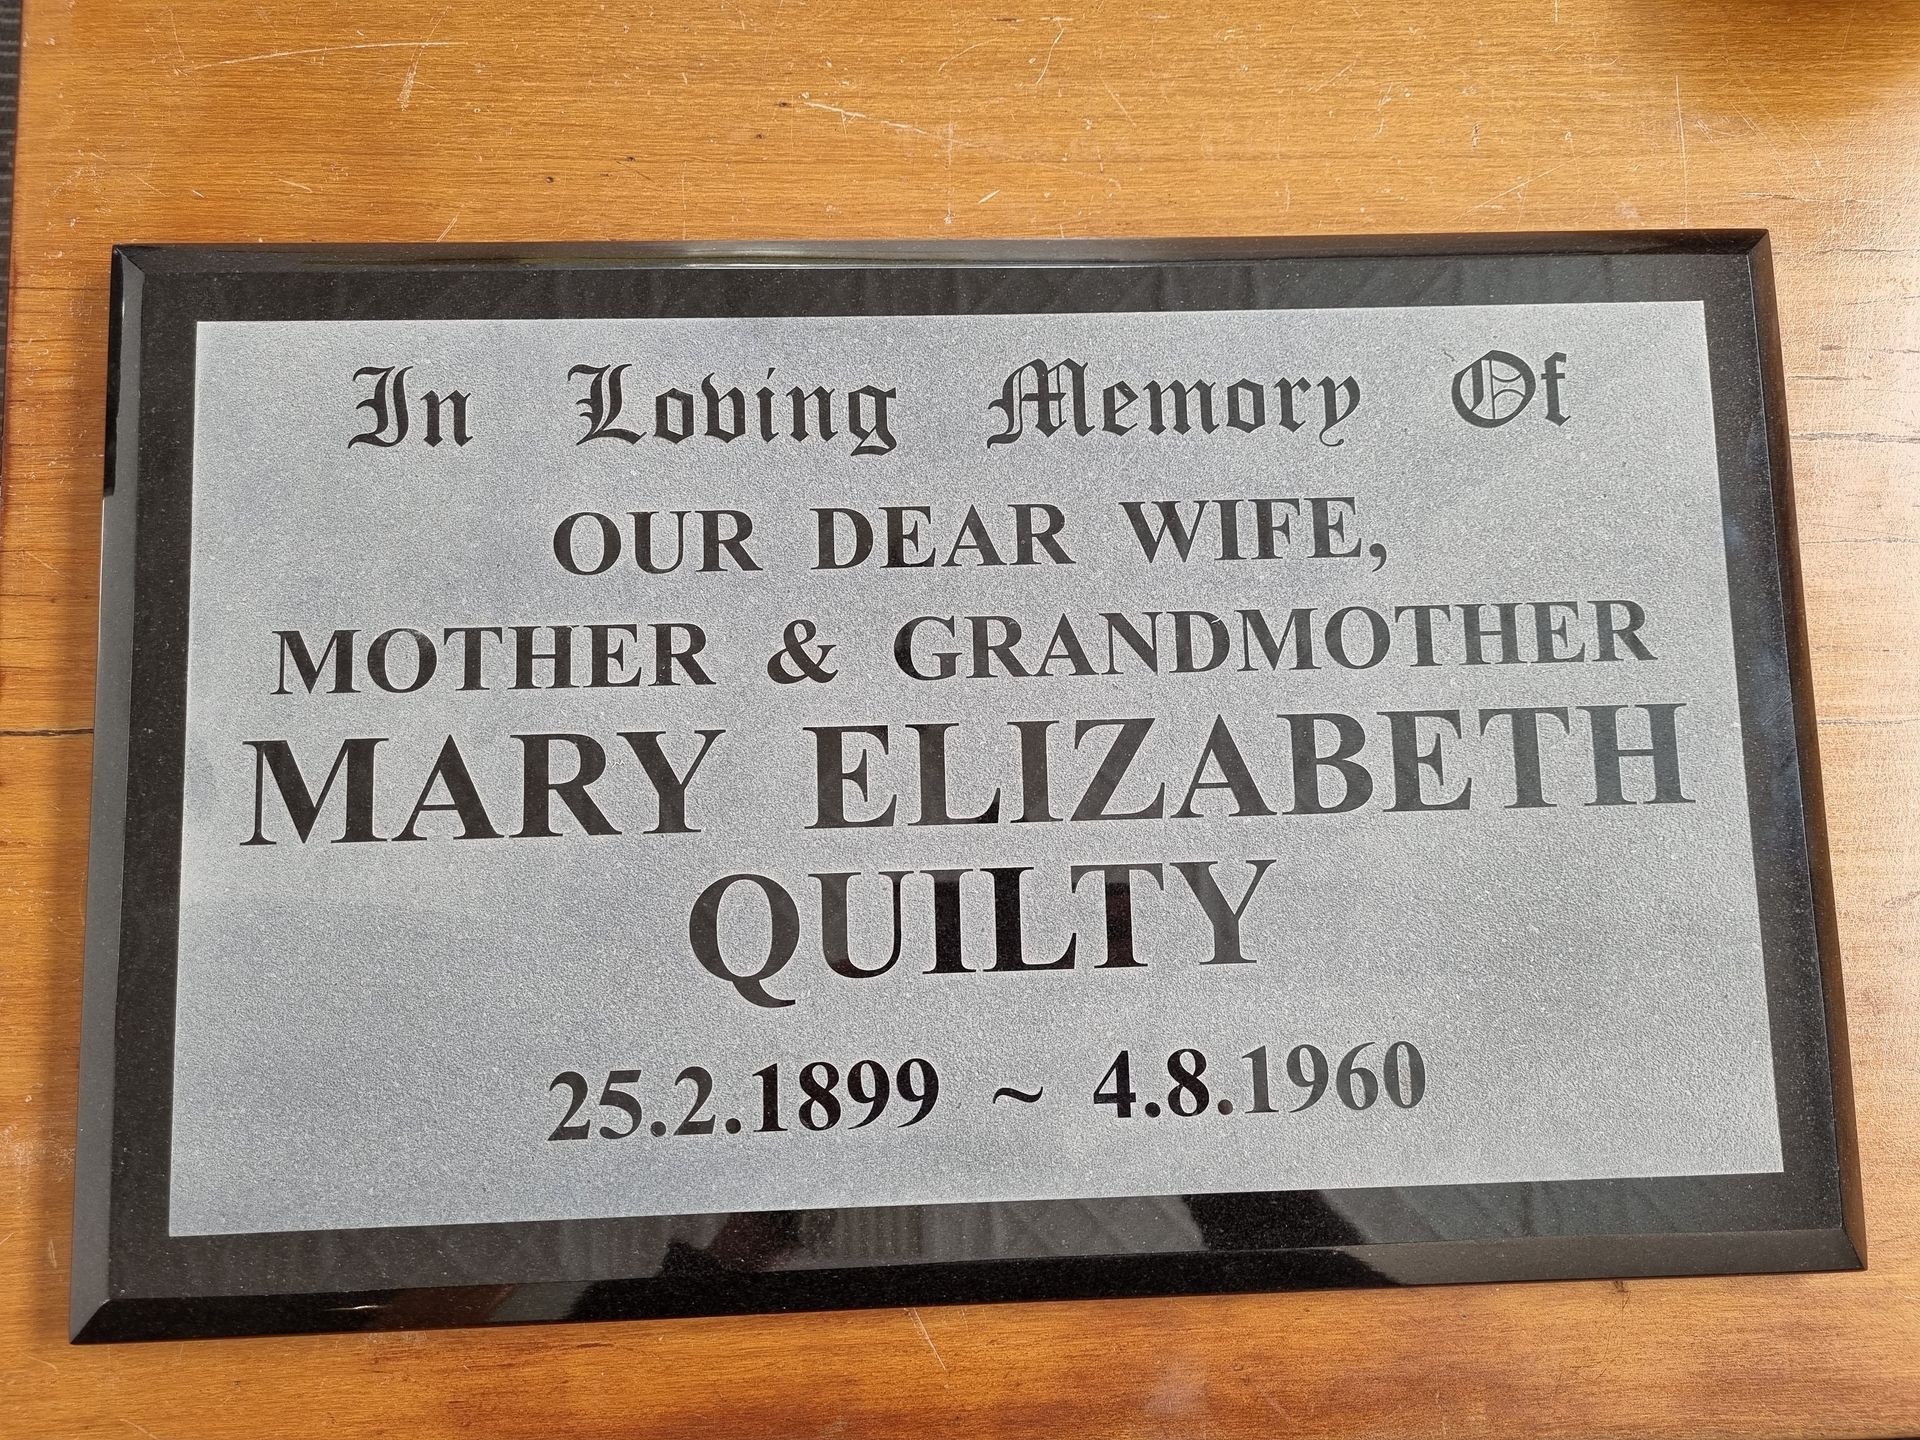 In Loving Memory Of
OUR DEAR WIFE,
MOTHER & GRANDMOTHER
MARY ELIZABETH
QUILTY
25.2.1899 ~ 4.8.1960